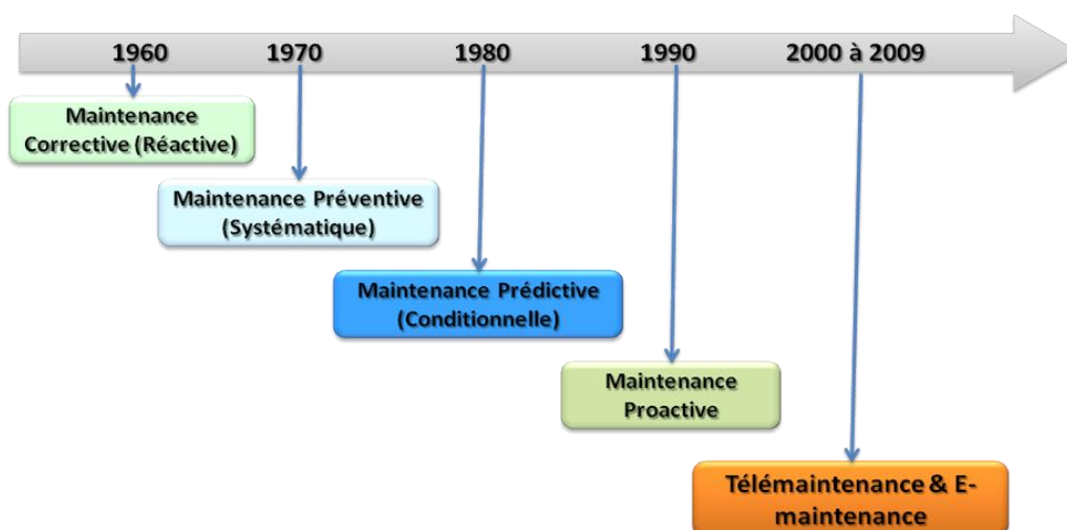 1960 1970 1980 1990 2000 à 2009
Maintenance
Corrective (Réactive)
Maintenance Préventive
(Systématique)
Maintenance Prédictive
(Conditionnelle)
Maintenance
Proactive
Télémaintenance & E-
maintenance